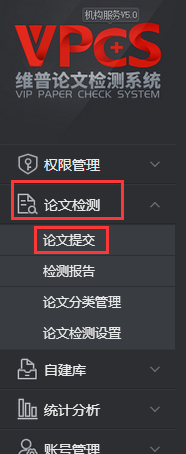 机构服务V5.0
VPCS
维普论文检测系统
VIP PAPER CHECK SYSTEM
权限管理
论文检测
论文提交
检测报告
论文分类管理
论文检测设置
自建库
统计分析
账号管理